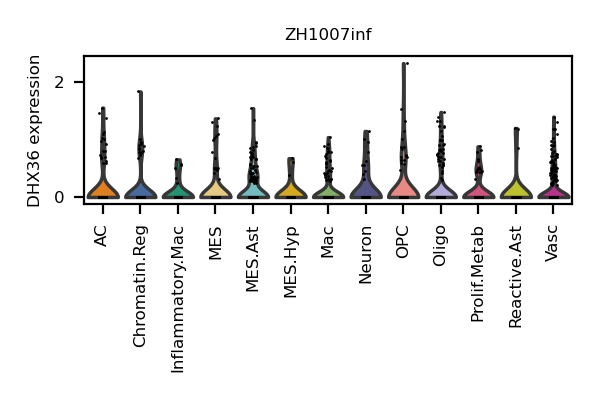 ZH1007inf
DHX36 expression
2
0
AC
Chromatin.Reg
Inflammatory.Mac
MES
MES.Ast
MES.Hyp
Mac
Neuron
OPC
Oligo
Prolif.Metab
Reactive.Ast
Vasc